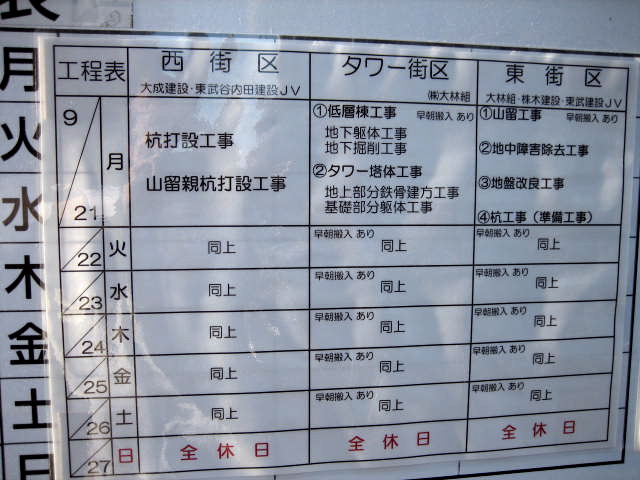 表
月
火
水
木
金
土
日
工程表
西街区
大成建設・東武谷内田建設JV
タワー街区
㈱大林組
東街区
大林組・株木建設・東武建設JV
9/21 月
杭打設工事
山留親杭打設工事
①低層棟工事 早朝搬入 あり
地下躯体工事
地下掘削工事
②タワー塔体工事
地上部分鉄骨建方工事
基礎部分躯体工事
①山留工事 早朝搬入 あり
②地中障害除去工事
③地盤改良工事
④杭工事(準備工事)
22 火 同上 早朝搬入 あり 同上 早朝搬入 あり 同上
23 水 同上 早朝搬入 あり 同上 早朝搬入 あり 同上
24 木 同上 早朝搬入 あり 同上 早朝搬入 あり 同上
25 金 同上 早朝搬入 あり 同上 早朝搬入 あり 同上
26 土 同上 早朝搬入 あり 同上 早朝搬入 あり 同上
27 日 全休日 全休日 全休日